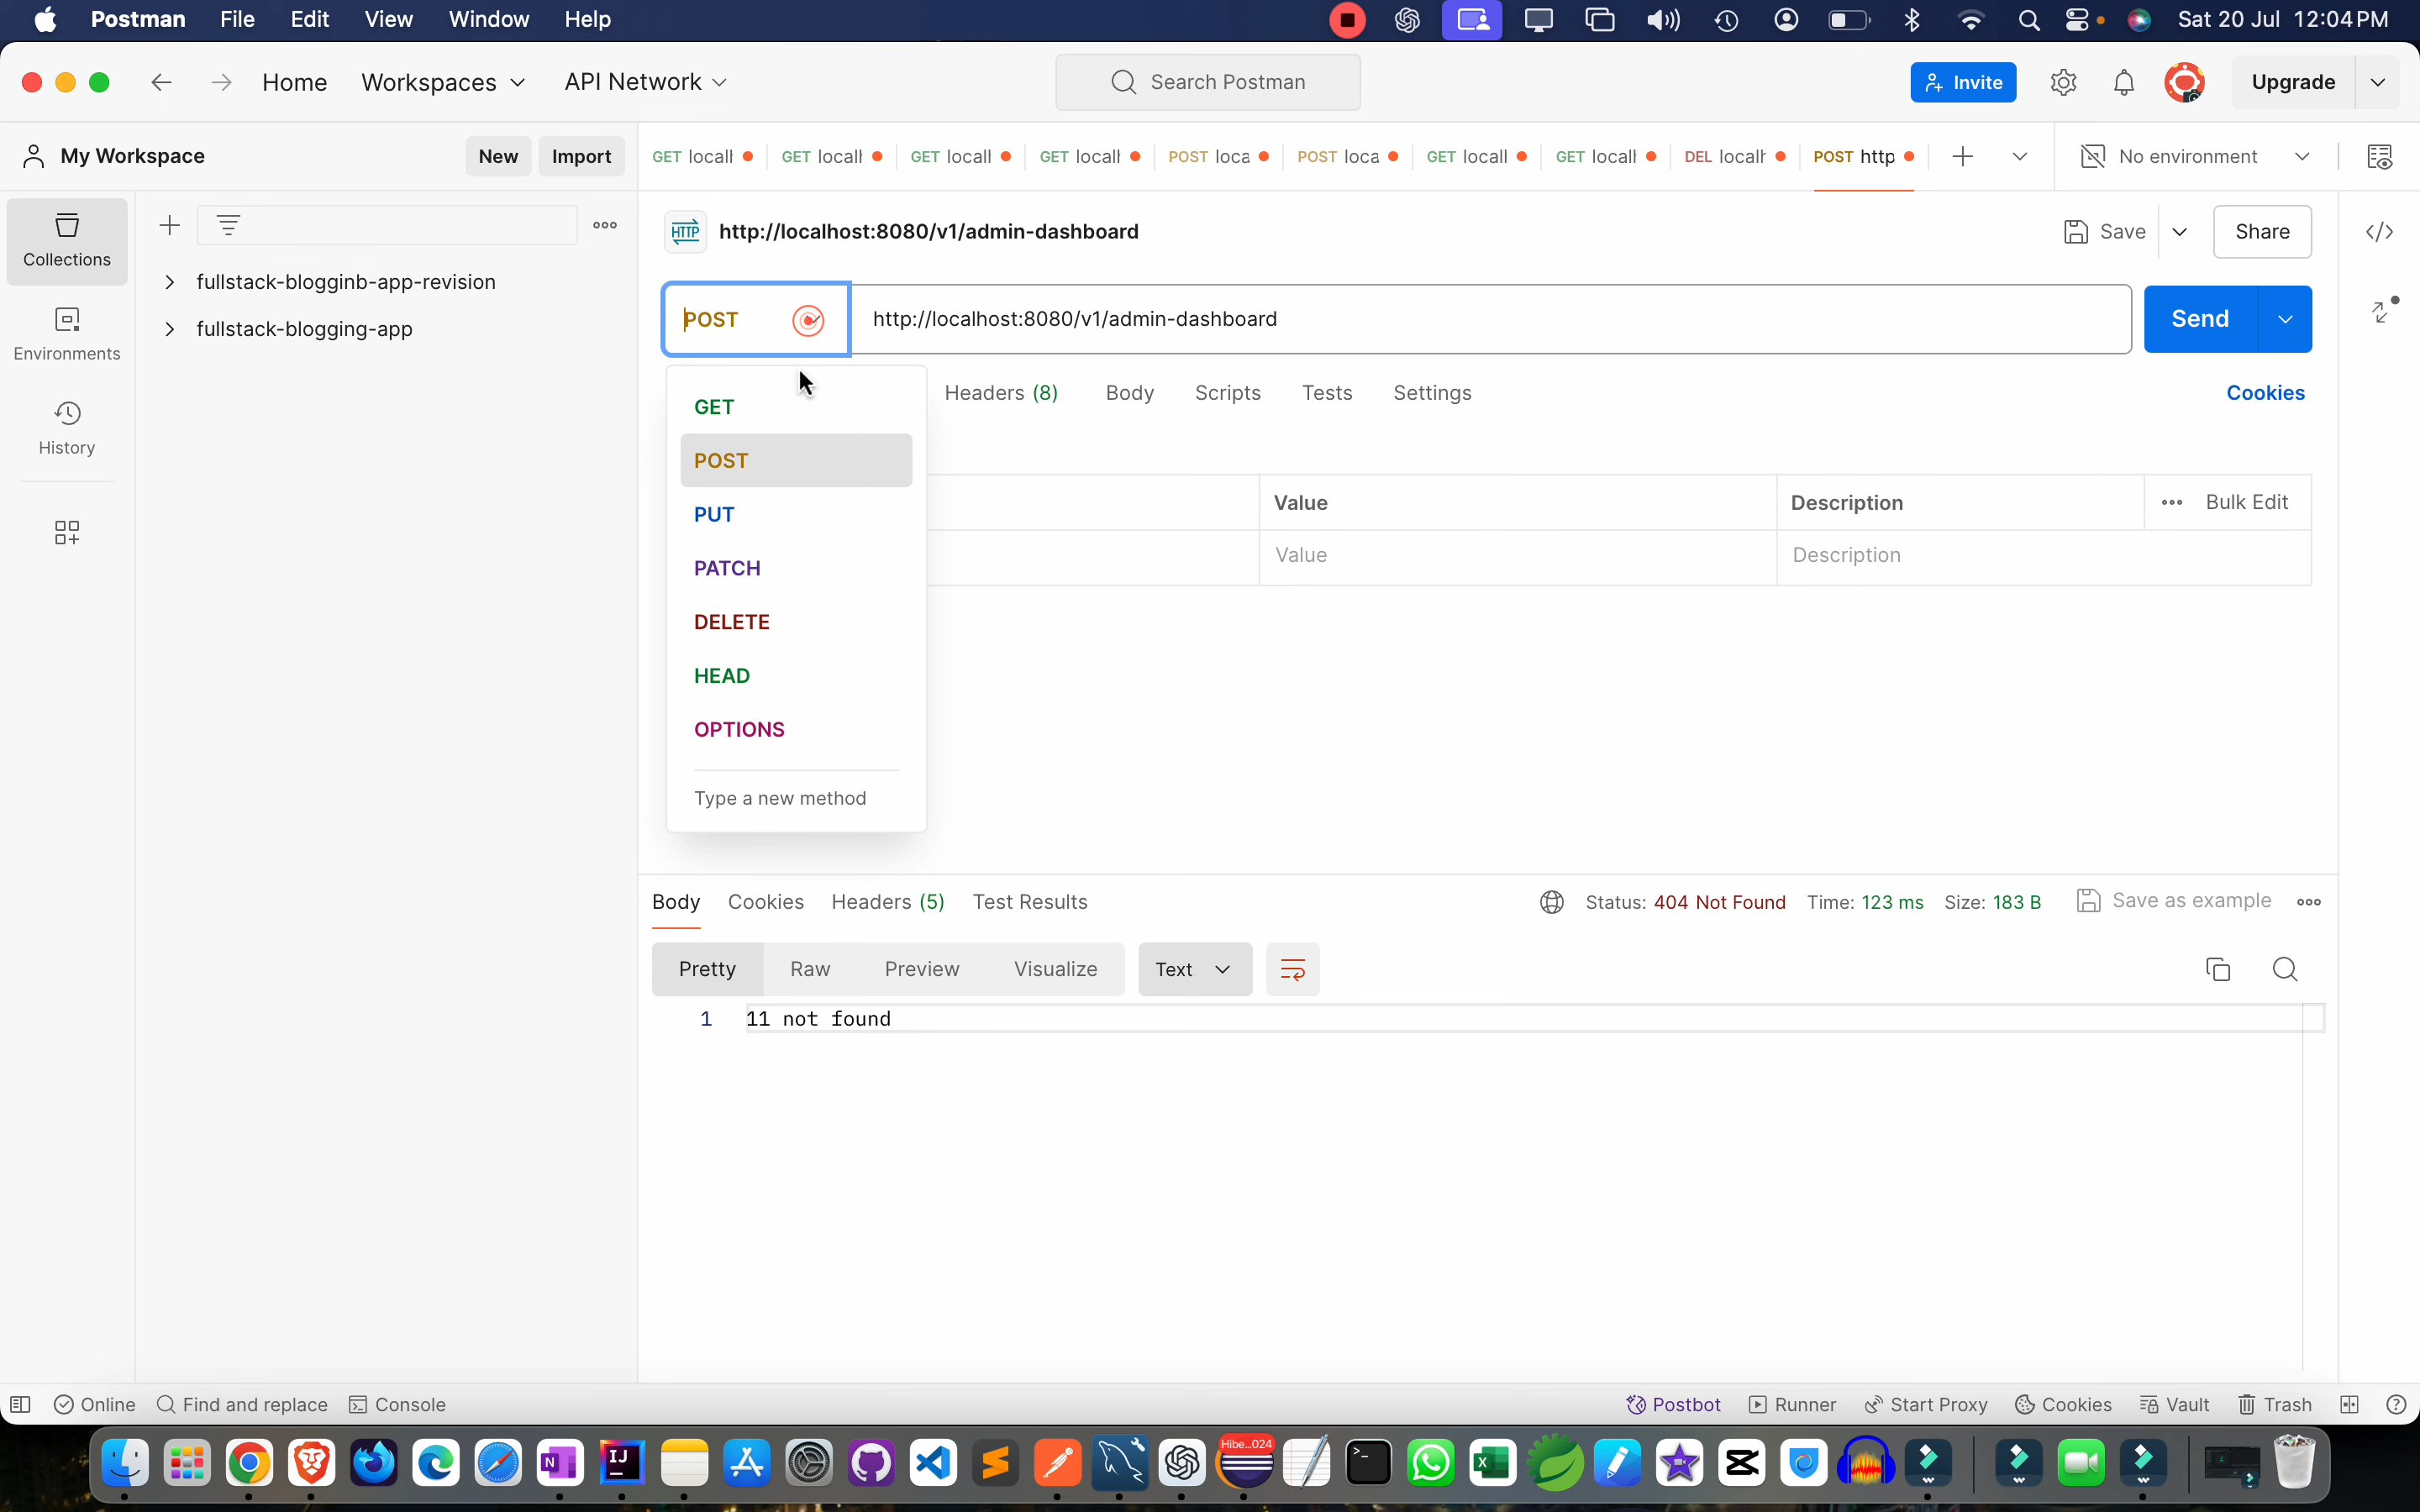 Postman File Edit View Window Help Sat 20 Jul 12:04 PM
Home Workspaces API Network Search Postman Invite Upgrade
My Workspace New Import GET locall GET locall GET locall GET locall POST loca POST loca GET locall GET locall DEL locall POST http No environment
Collections
Environments
History
fullstack-blogginb-app-revision
fullstack-blogging-app
HTTP http://localhost:8080/v1/admin-dashboard Save Share
POST http://localhost:8080/v1/admin-dashboard Send
Headers (8) Body Scripts Tests Settings Cookies
GET
POST
PUT
PATCH
DELETE
HEAD
OPTIONS
Type a new method
Value Description Bulk Edit
Value Description
Body Cookies Headers (5) Test Results Status: 404 Not Found Time: 123 ms Size: 183 B Save as example
Pretty Raw Preview Visualize Text
1 11 not found
Online Find and replace Console Postbot Runner Start Proxy Cookies Vault Trash
Hibe...024